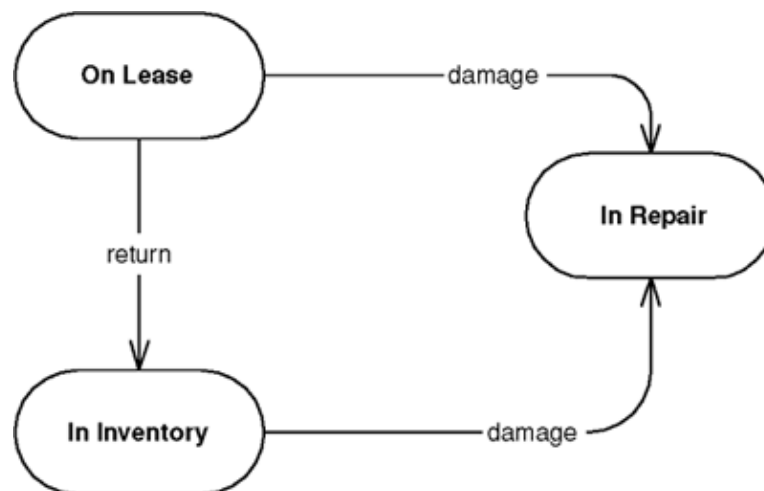 On Lease
damage
In Repair
return
In Inventory
damage